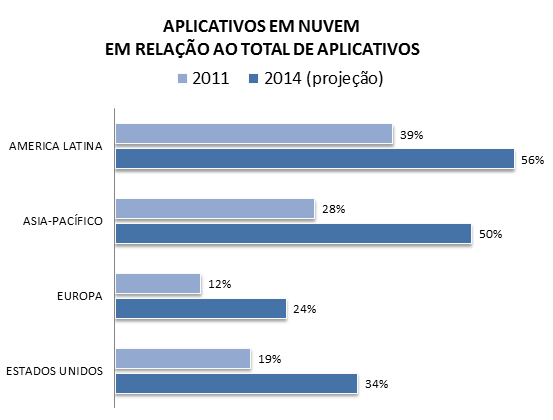 APLICATIVOS EM NUVEM
EM RELAÇÃO AO TOTAL DE APLICATIVOS
2011 2014 (projeção)
AMERICA LATINA
39%
56%
ASIA-PACÍFICO
28%
50%
EUROPA
12%
24%
ESTADOS UNIDOS
19%
34%